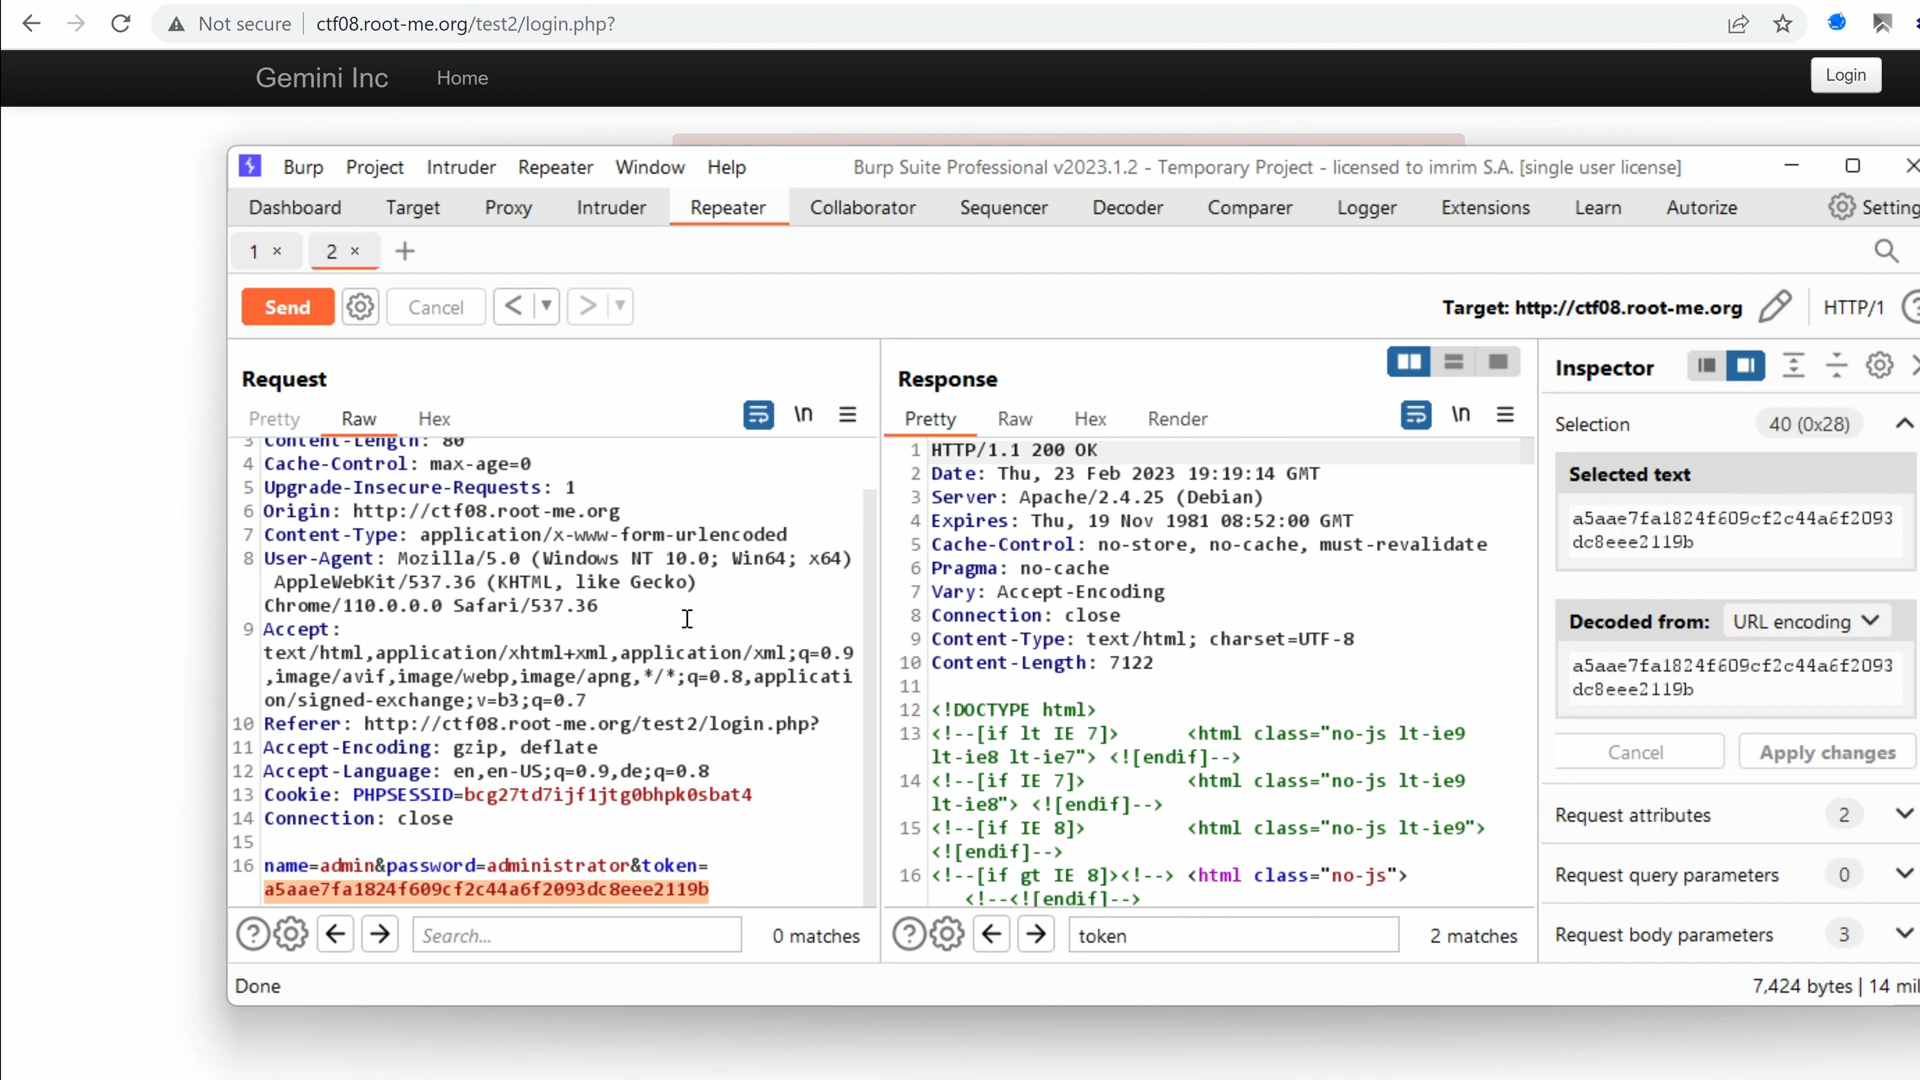 Not secure ctf08.root-me.org/test2/login.php?
Gemini Inc Home Login
Burp Project Intruder Repeater Window Help Burp Suite Professional v2023.1.2 - Temporary Project - licensed to imrim S.A. [single user license]
Dashboard Target Proxy Intruder Repeater Collaborator Sequencer Decoder Comparer Logger Extensions Learn Autorize Setting
1 × 2 × +
Send Cancel < > Target: http://ctf08.root-me.org HTTP/1 ?
Request
Pretty Raw Hex \n
3 Content-Length: 80
4 Cache-Control: max-age=0
5 Upgrade-Insecure-Requests: 1
6 Origin: http://ctf08.root-me.org
7 Content-Type: application/x-www-form-urlencoded
8 User-Agent: Mozilla/5.0 (Windows NT 10.0; Win64; x64)
AppleWebKit/537.36 (KHTML, like Gecko)
Chrome/110.0.0.0 Safari/537.36
9 Accept:
text/html,application/xhtml+xml,application/xml;q=0.9
,image/avif,image/webp,image/apng,*/*;q=0.8,applicati
on/signed-exchange;v=b3;q=0.7
10 Referer: http://ctf08.root-me.org/test2/login.php?
11 Accept-Encoding: gzip, deflate
12 Accept-Language: en,en-US;q=0.9,de;q=0.8
13 Cookie: PHPSESSID=bcg27td7ijf1jtg0bhpk0sbat4
14 Connection: close
15
16 name=admin&password=administrator&token=
a5aae7fa1824f609cf2c44a6f2093dc8eee2119b
? Search... 0 matches
Response
Pretty Raw Hex Render \n
1 HTTP/1.1 200 OK
2 Date: Thu, 23 Feb 2023 19:19:14 GMT
3 Server: Apache/2.4.25 (Debian)
4 Expires: Thu, 19 Nov 1981 08:52:00 GMT
5 Cache-Control: no-store, no-cache, must-revalidate
6 Pragma: no-cache
7 Vary: Accept-Encoding
8 Connection: close
9 Content-Type: text/html; charset=UTF-8
10 Content-Length: 7122
11
12 <!DOCTYPE html>
13 <!--[if lt IE 7]> <html class="no-js lt-ie9
lt-ie8 lt-ie7"> <![endif]-->
14 <!--[if IE 7]> <html class="no-js lt-ie9
lt-ie8"> <![endif]-->
15 <!--[if IE 8]> <html class="no-js lt-ie9">
<![endif]-->
16 <!--[if gt IE 8]><!--> <html class="no-js">
<!--<![endif]-->
? token 2 matches
Inspector
Selection 40 (0x28)
Selected text
a5aae7fa1824f609cf2c44a6f2093
dc8eee2119b
Decoded from: URL encoding
a5aae7fa1824f609cf2c44a6f2093
dc8eee2119b
Cancel Apply changes
Request attributes 2
Request query parameters 0
Request body parameters 3
Done 7,424 bytes | 14 mil